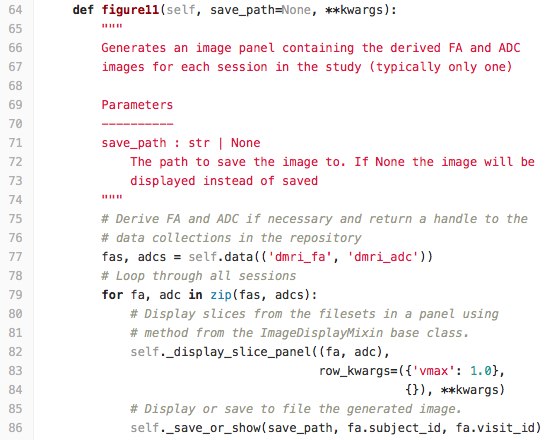 64 def figure11(self, save_path=None, **kwargs):
65 """
66 Generates an image panel containing the derived FA and ADC
67 images for each session in the study (typically only one)
68
69 Parameters
70 ----------
71 save_path : str | None
72 The path to save the image to. If None the image will be
73 displayed instead of saved
74 """
75 # Derive FA and ADC if necessary and return a handle to the
76 # data collections in the repository
77 fas, adcs = self.data(('dmri_fa', 'dmri_adc'))
78 # Loop through all sessions
79 for fa, adc in zip(fas, adcs):
80 # Display slices from the filesets in a panel using
81 # method from the ImageDisplayMixin base class.
82 self._display_slice_panel((fa, adc),
83 row_kwargs=({'vmax': 1.0},
84 {}), **kwargs)
85 # Display or save to file the generated image.
86 self._save_or_show(save_path, fa.subject_id, fa.visit_id)